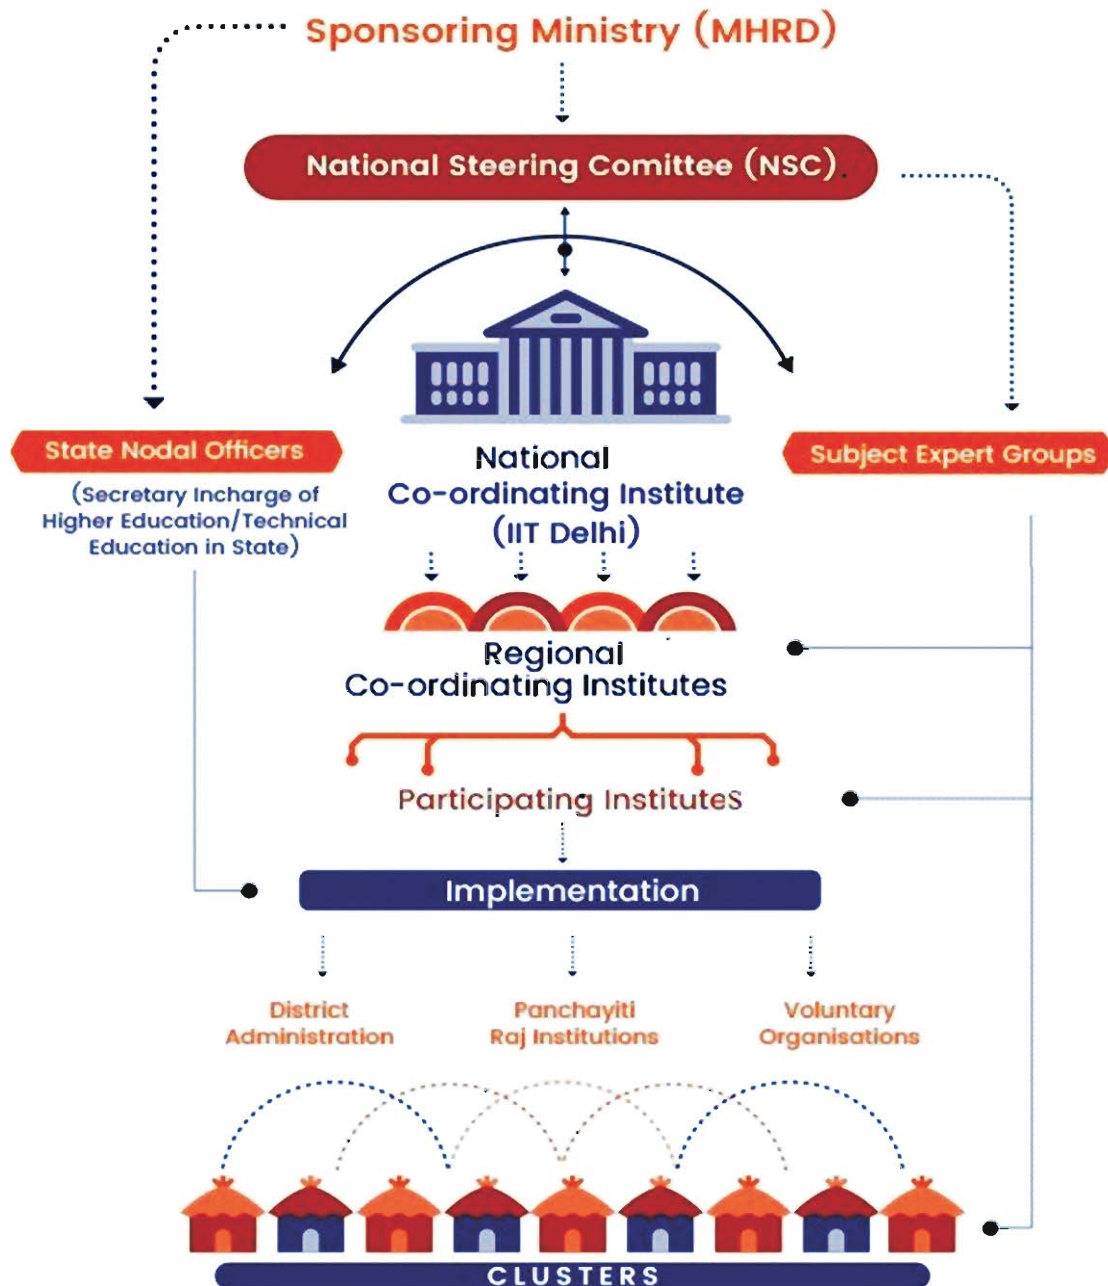 Sponsoring Ministry (MHRD)
National Steering Comittee (NSC)
State Nodal Officers
(Secretary Incharge of
Higher Education/Technical
Education in State)
Subject Expert Groups
National
Co-ordinating Institute
(IIT Delhi)
Regional
Co-ordinating Institutes
Participating Institutes
Implementation
District
Administration
Panchayiti
Raj Institutions
Voluntary
Organisations
CLUSTERS